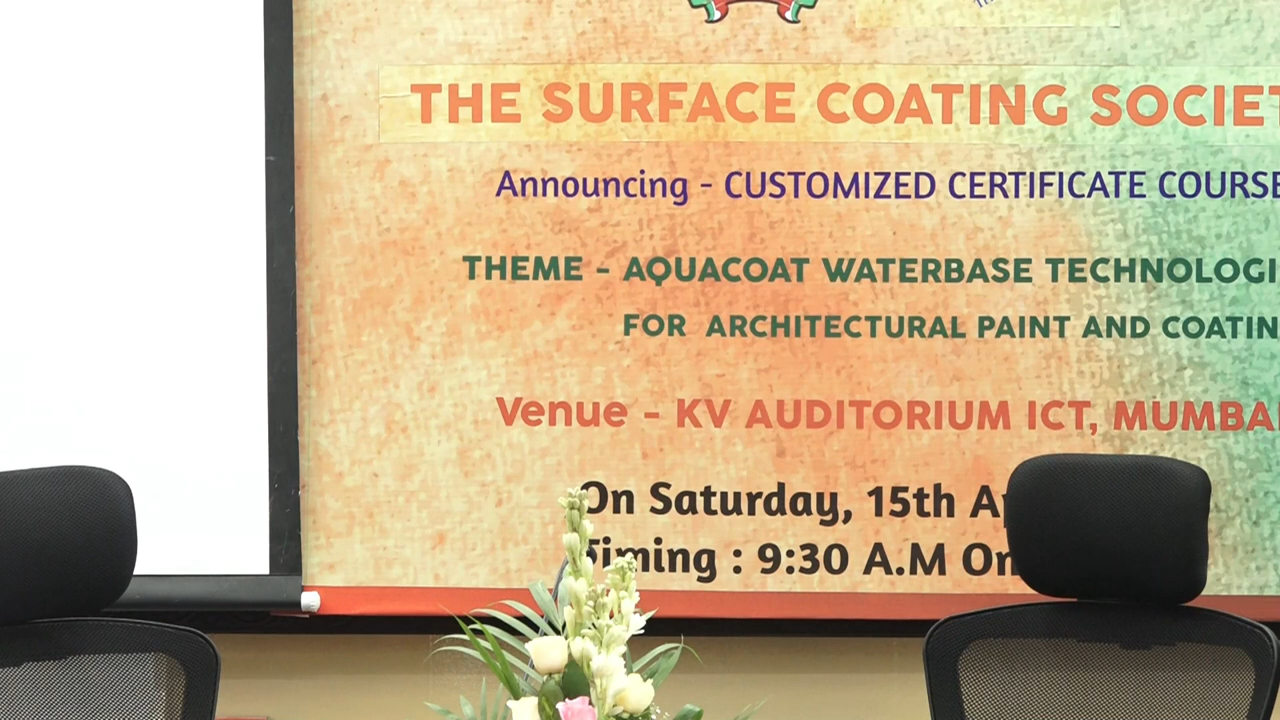 THE SURFACE COATING SOCIET
Announcing - CUSTOMIZED CERTIFICATE COURSE
THEME - AQUACOAT WATERBASE TECHNOLOGI
FOR ARCHITECTURAL PAINT AND COATIN
Venue - KV AUDITORIUM ICT, MUMBAI
On Saturday, 15th A
Timing : 9:30 A.M On